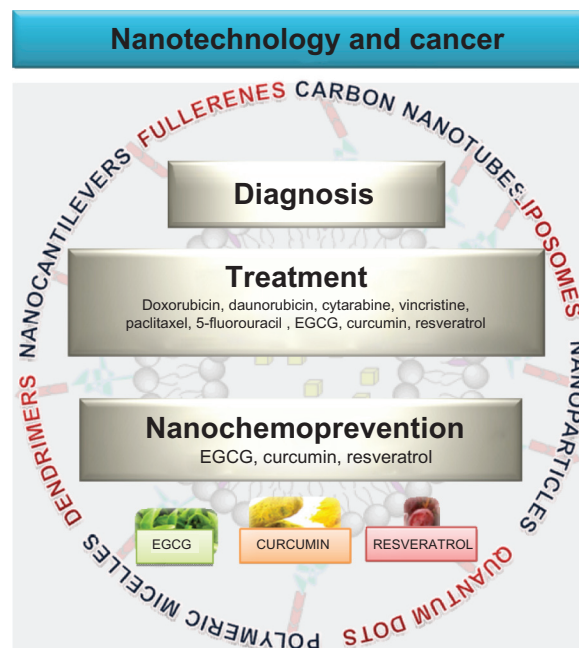 Nanotechnology and cancer
FULLERENES
CARBON NANOTUBES
LIPOSOMES
NANOPARTICLES
QUANTUM DOTS
POLYMERIC MICELLES
DENDRIMERS
NANOCANTILEVERS
Diagnosis
Treatment
Doxorubicin, daunorubicin, cytarabine, vincristine,
paclitaxel, 5-fluorouracil , EGCG, curcumin, resveratrol
Nanochemoprevention
EGCG, curcumin, resveratrol
EGCG
CURCUMIN
RESVERATROL